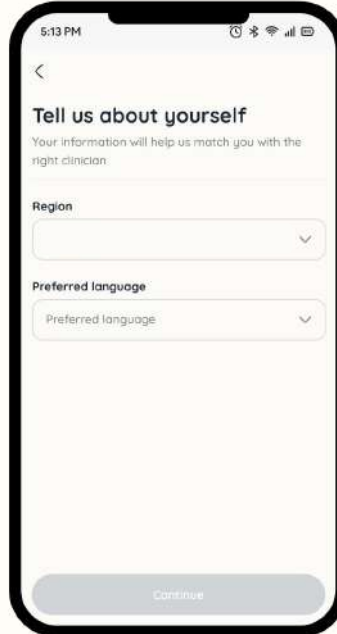 5:13 PM
Tell us about yourself
Your information will help us match you with the
right clinician
Region
Preferred language
Preferred language
Continue